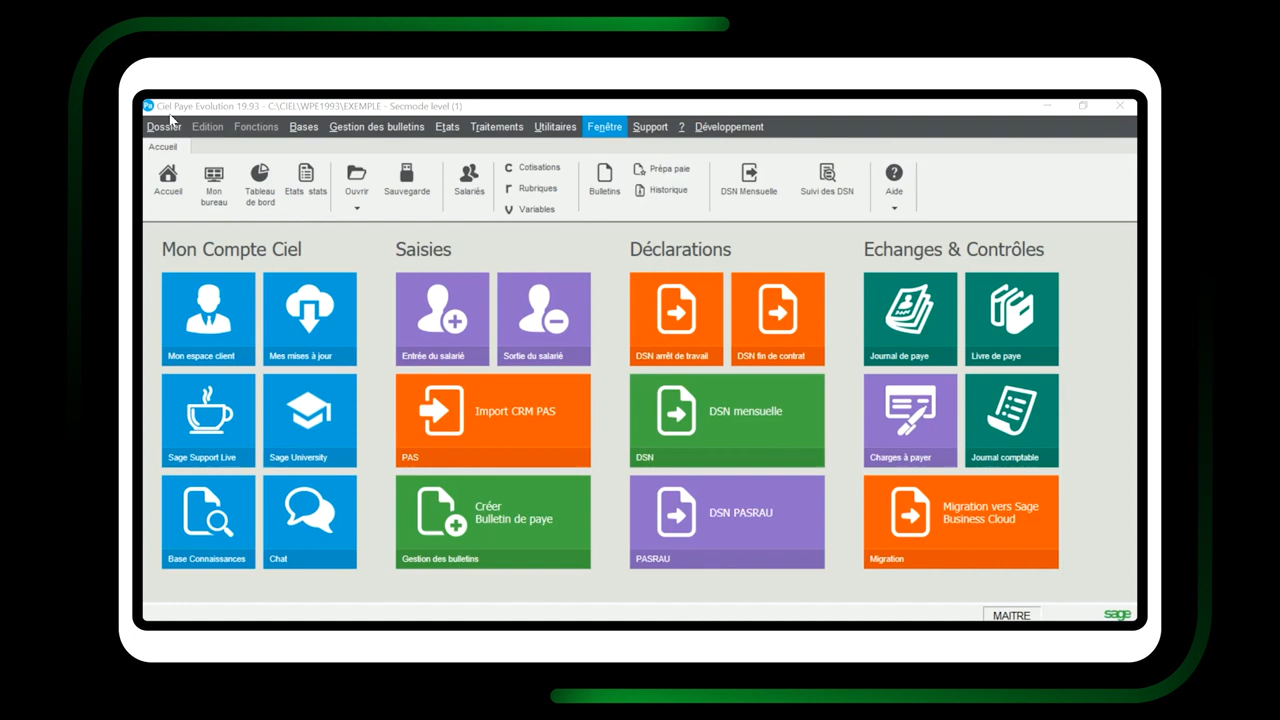 Ciel Paye Evolution 19.93 - C:\CIEL\WPE1993\EXEMPLE - Secmode level (1)
Dossier Edition Fonctions Bases Gestion des bulletins Etats Traitements Utilitaires Fenêtre Support ? Développement
Accueil
Accueil
Mon
bureau
Tableau
de bord
Etats stats
Ouvrir
Sauvegarde
Salariés
C Cotisations
r Rubriques
V Variables
Bulletins
Prépa paie
Historique
DSN Mensuelle
Suivi des DSN
Aide
Mon Compte Ciel
Mon espace client
Mes mises à jour
Sage Support Live
Sage University
Base Connaissances
Chat
Saisies
Entrée du salarié
Sortie du salarié
Import CRM PAS
PAS
Créer
Bulletin de paye
Gestion des bulletins
Déclarations
DSN arrêt de travail
DSN fin de contrat
DSN mensuelle
DSN
DSN PASRAU
PASRAU
Echanges & Contrôles
Journal de paye
Livre de paye
Charges à payer
Journal comptable
Migration vers Sage
Business Cloud
Migration
MAITRE
sage